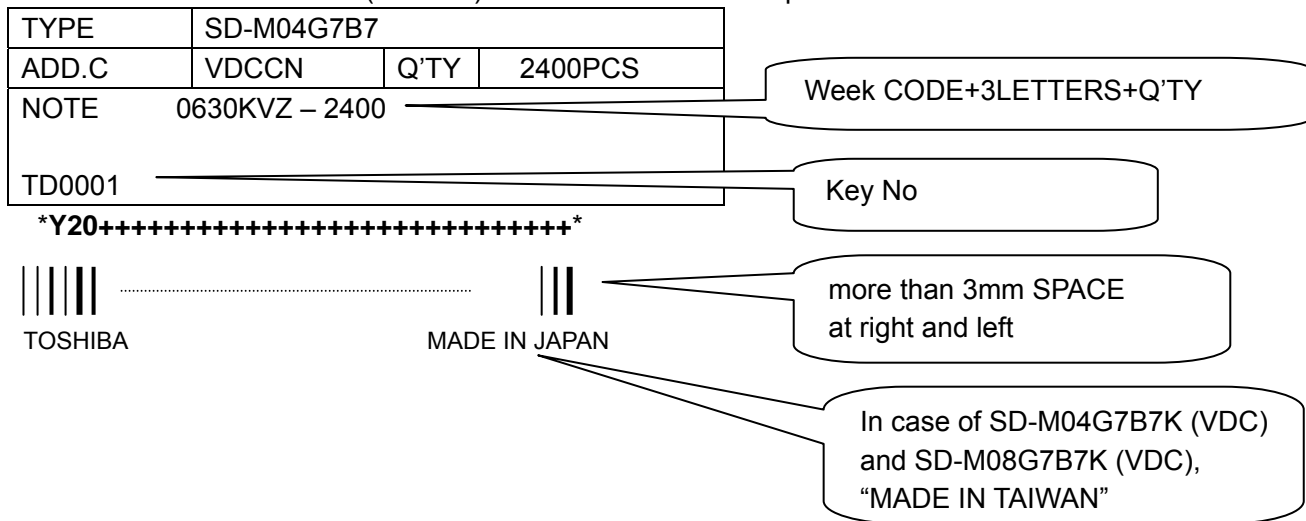 TYPE SD-M04G7B7
ADD.C VDCCN Q’TY 2400PCS
NOTE 0630KVZ – 2400
Week CODE+3LETTERS+Q’TY
TD0001
Key No
*Y20+++++++++++++++++++++++++++++*
more than 3mm SPACE
at right and left
TOSHIBA MADE IN JAPAN
In case of SD-M04G7B7K (VDC)
and SD-M08G7B7K (VDC),
“MADE IN TAIWAN”